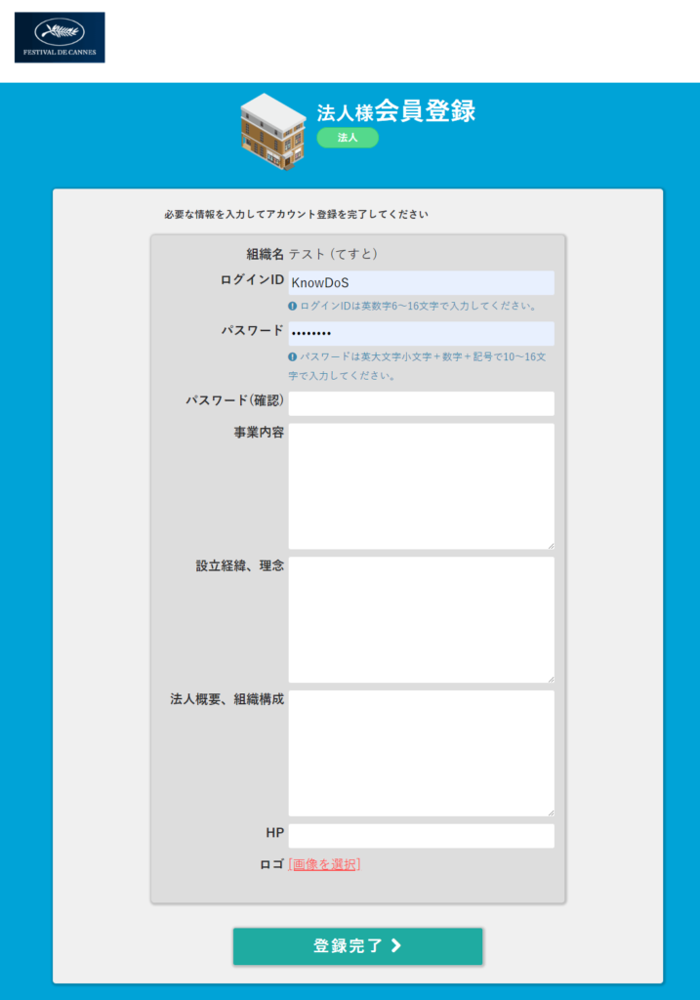 FESTIVAL DE CANNES
法人様会員登録
法人
必要な情報を入力してアカウント登録を完了してください
組織名 テスト (てすと)
ログインID KnowDoS
ログインIDは英数字6～16文字で入力してください。
パスワード ••••••••
パスワードは英大文字小文字＋数字＋記号で10～16文
字で入力してください。
パスワード(確認)
事業内容
設立経緯、理念
法人概要、組織構成
HP
ロゴ [画像を選択]
登録完了